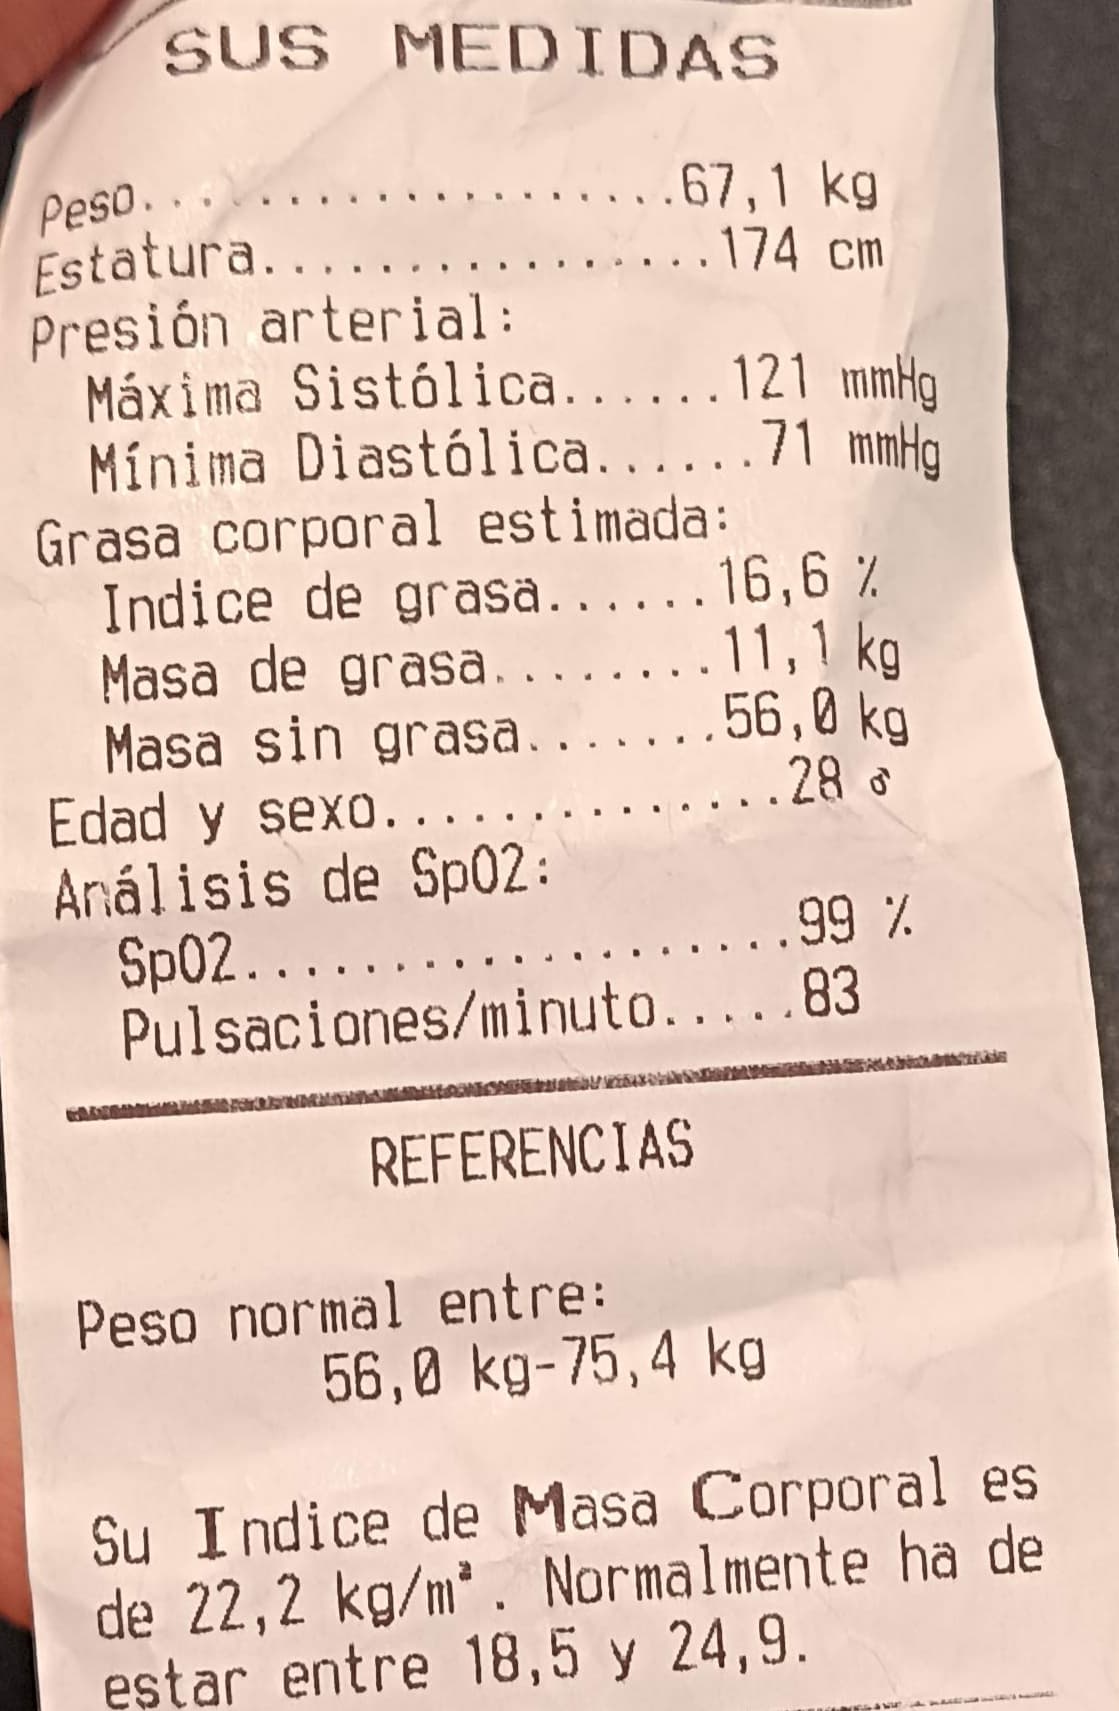 SUS MEDIDAS
Peso..................67,1 kg
Estatura................174 cm
Presión arterial:
Máxima Sistólica......121 mmHg
Mínima Diastólica......71 mmHg
Grasa corporal estimada:
Indice de grasa......16,6 %
Masa de grasa........11,1 kg
Masa sin grasa.......56,0 kg
Edad y sexo..............28 ♂
Análisis de SpO2:
SpO2...................99 %
Pulsaciones/minuto.....83
REFERENCIAS
Peso normal entre:
56,0 kg-75,4 kg
Su Indice de Masa Corporal es
de 22,2 kg/m². Normalmente ha de
estar entre 18,5 y 24,9.